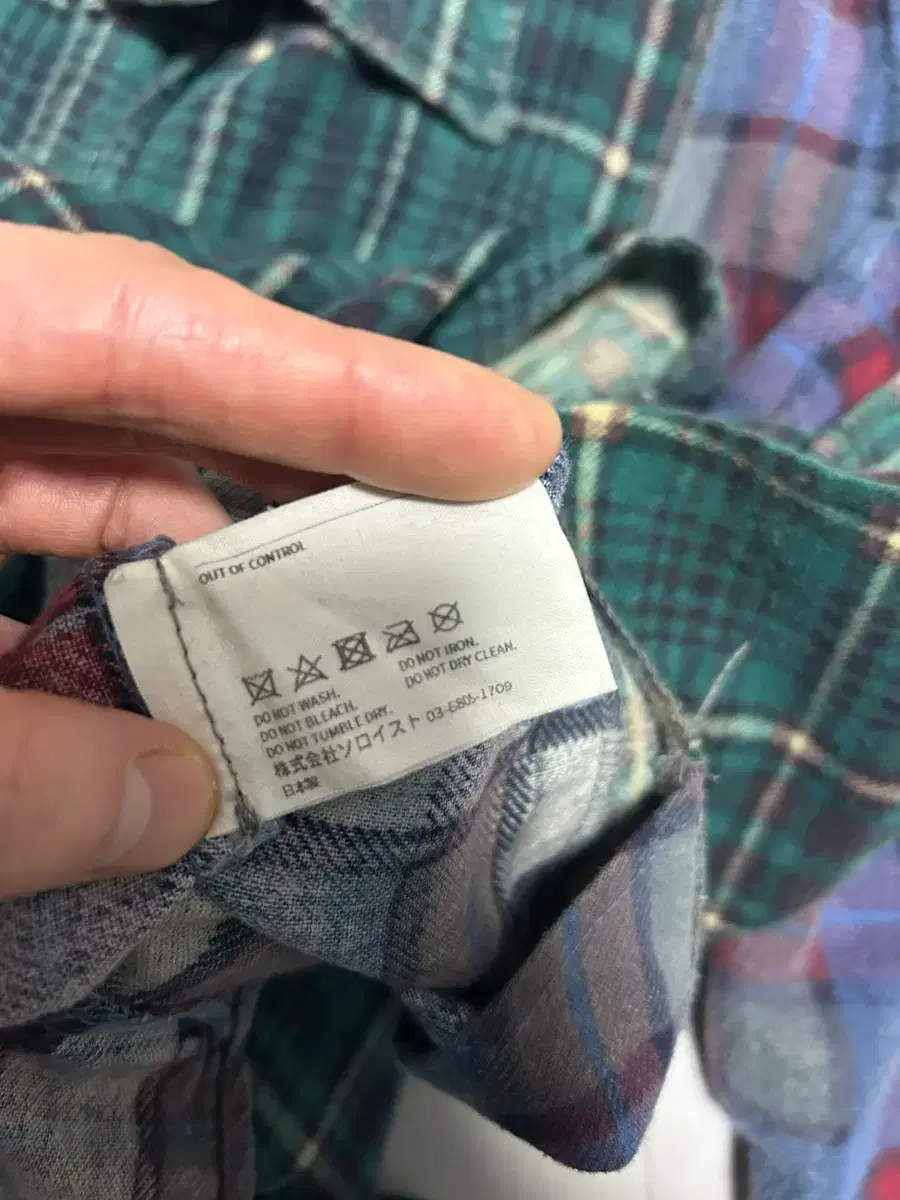 OUT OF CONTROL
DO NOT WASH.
DO NOT BLEACH.
DO NOT TUMBLE DRY.
DO NOT IRON.
DO NOT DRY CLEAN.
株式会社ソロイスト 03-6805-1709
日本製